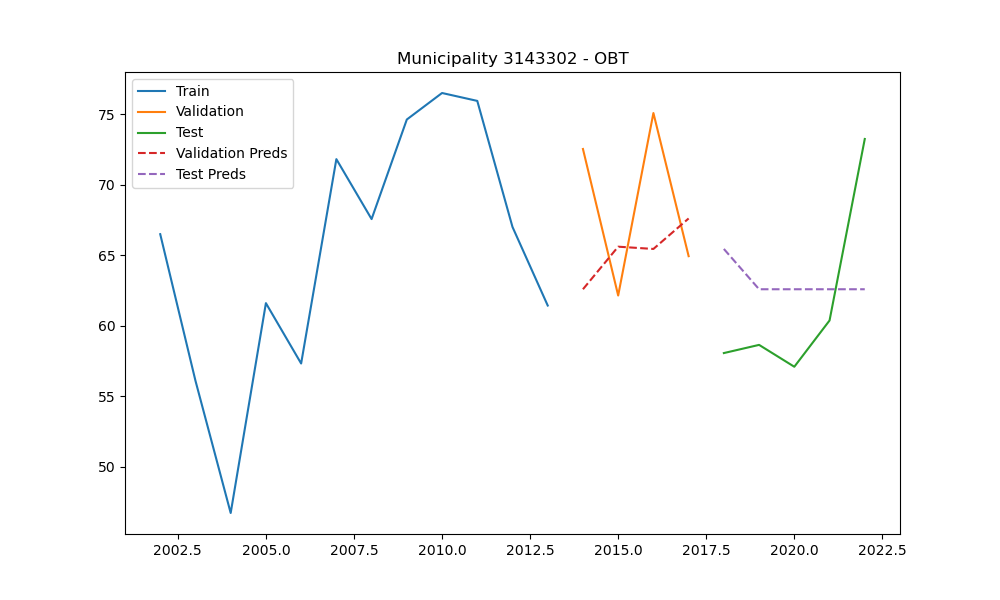 Municipality 3143302 - OBT
Train
Validation
Test
Validation Preds
Test Preds
75
70
65
60
55
50
2002.5 2005.0 2007.5 2010.0 2012.5 2015.0 2017.5 2020.0 2022.5